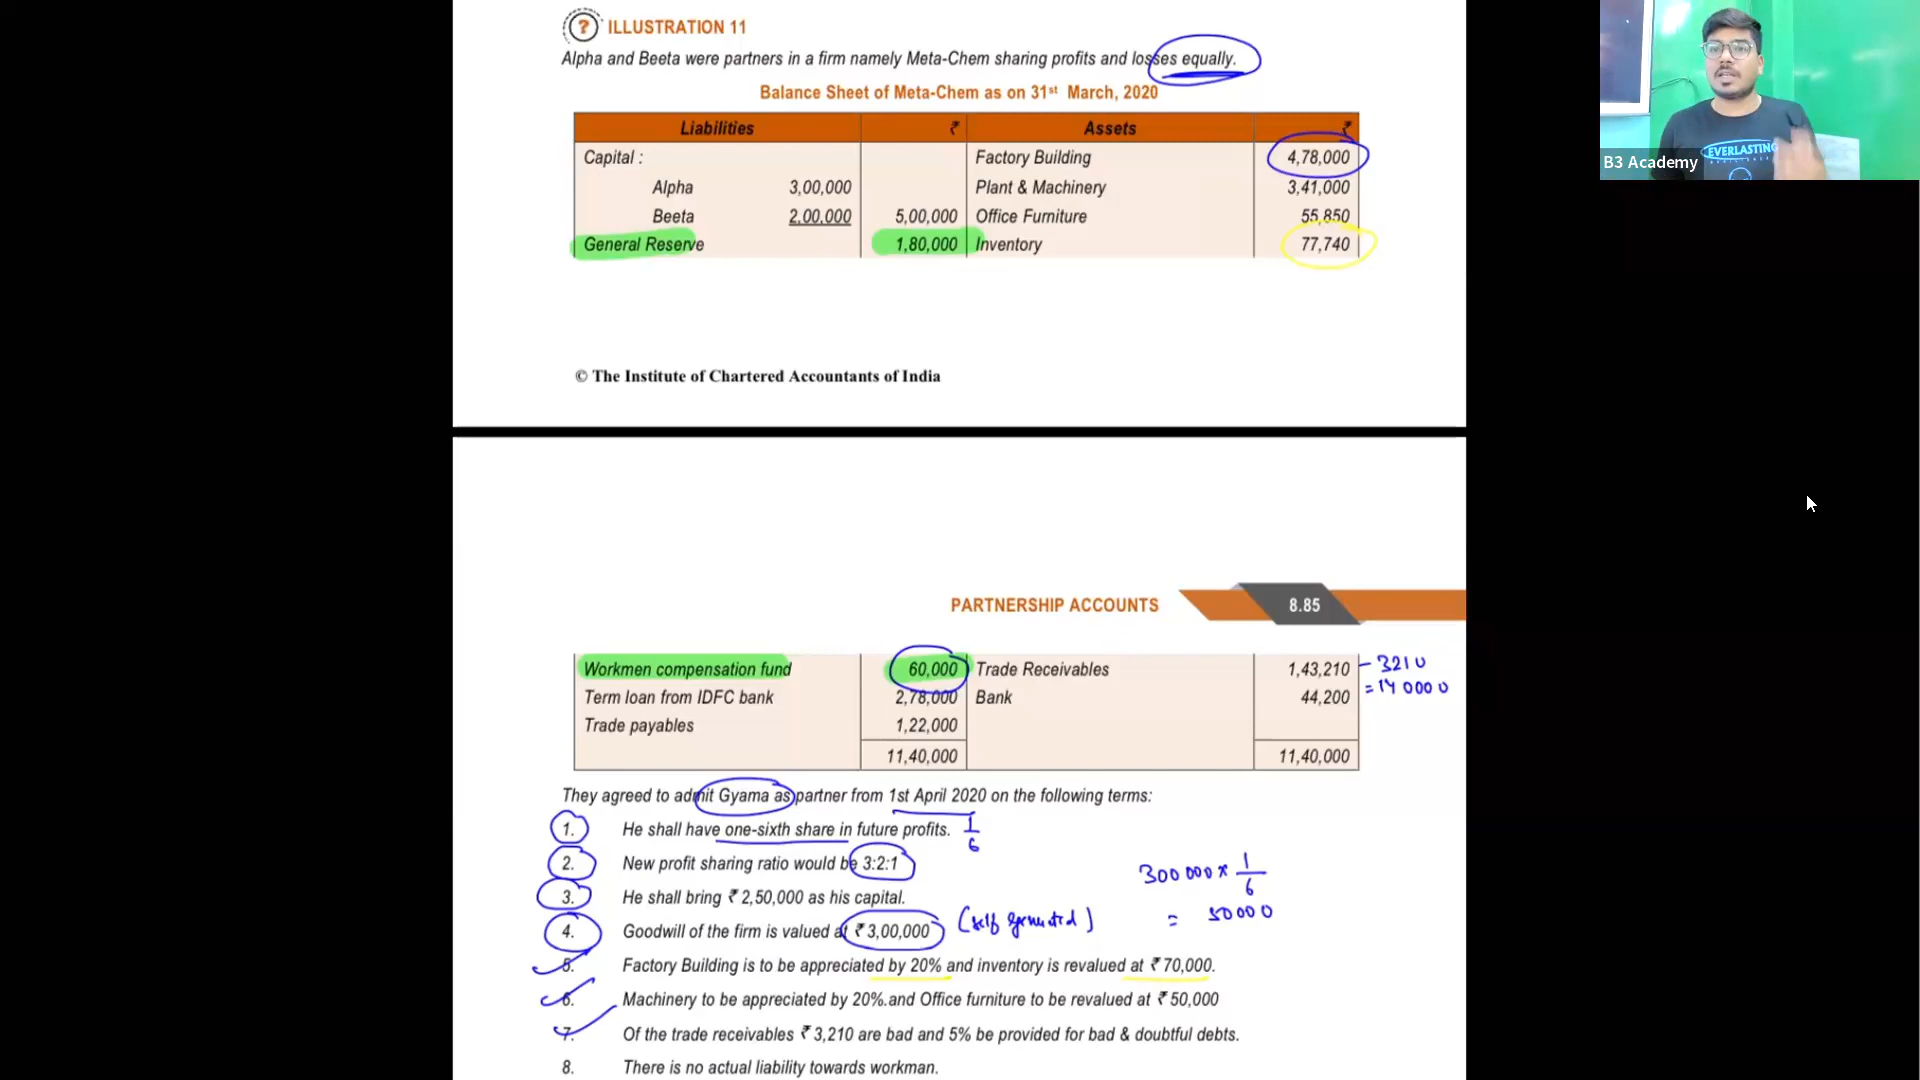 ILLUSTRATION 11
Alpha and Beeta were partners in a firm namely Meta-Chem sharing profits and losses equally.
Balance Sheet of Meta-Chem as on 31st March, 2020
Liabilities ₹ Assets ₹
Capital : Factory Building 4,78,000
Alpha 3,00,000 Plant & Machinery 3,41,000
Beeta 2,00,000 5,00,000 Office Furniture 55,850
General Reserve 1,80,000 Inventory 77,740
© The Institute of Chartered Accountants of India
PARTNERSHIP ACCOUNTS 8.85
Workmen compensation fund 60,000 Trade Receivables 1,43,210 - 3210
Term loan from IDFC bank 2,78,000 Bank 44,200 = 140000
Trade payables 1,22,000
11,40,000 11,40,000
They agreed to admit Gyama as partner from 1st April 2020 on the following terms:
1. He shall have one-sixth share in future profits. 1/6
2. New profit sharing ratio would be 3:2:1
300000 × 1/6
3. He shall bring ₹ 2,50,000 as his capital.
= 50000
4. Goodwill of the firm is valued at ₹ 3,00,000 (self generated)
5. Factory Building is to be appreciated by 20% and inventory is revalued at ₹ 70,000.
6. Machinery to be appreciated by 20%.and Office furniture to be revalued at ₹ 50,000
7. Of the trade receivables ₹ 3,210 are bad and 5% be provided for bad & doubtful debts.
8. There is no actual liability towards workman.
B3 Academy
EVERLASTING